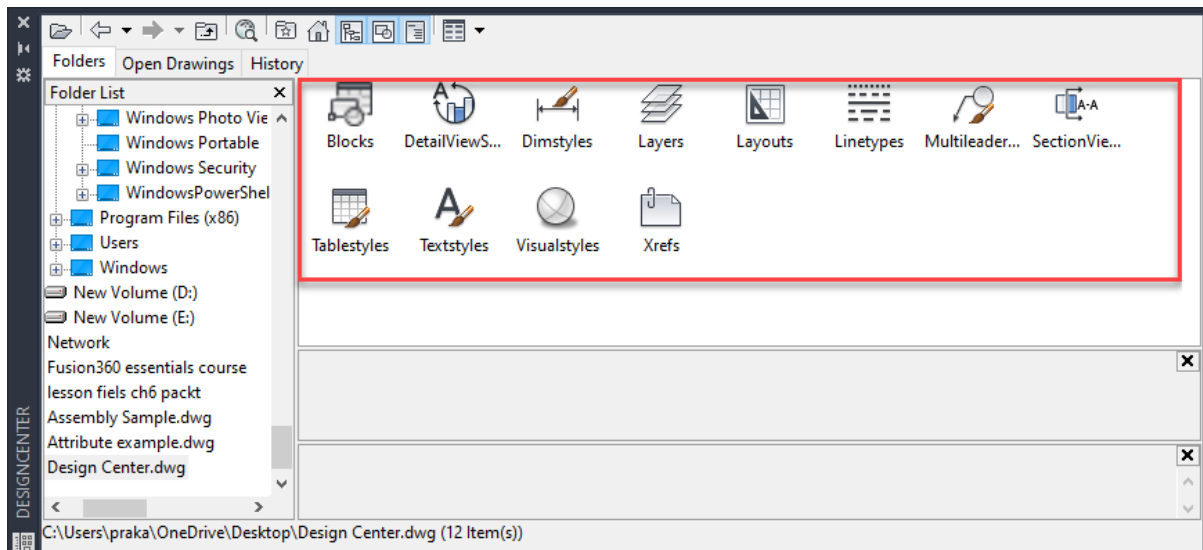 Folders Open Drawings History
Folder List
Windows Photo Vie
Windows Portable
Windows Security
WindowsPowerShel
Program Files (x86)
Users
Windows
New Volume (D:)
New Volume (E:)
Network
Fusion360 essentials course
lesson fiels ch6 packt
Assembly Sample.dwg
Attribute example.dwg
Design Center.dwg
A
A-A
Blocks DetailViewS... Dimstyles Layers Layouts Linetypes Multileader... SectionVie...
A
Tablestyles Textstyles Visualstyles Xrefs
DESIGNCENTER
C:\Users\praka\OneDrive\Desktop\Design Center.dwg (12 Item(s))